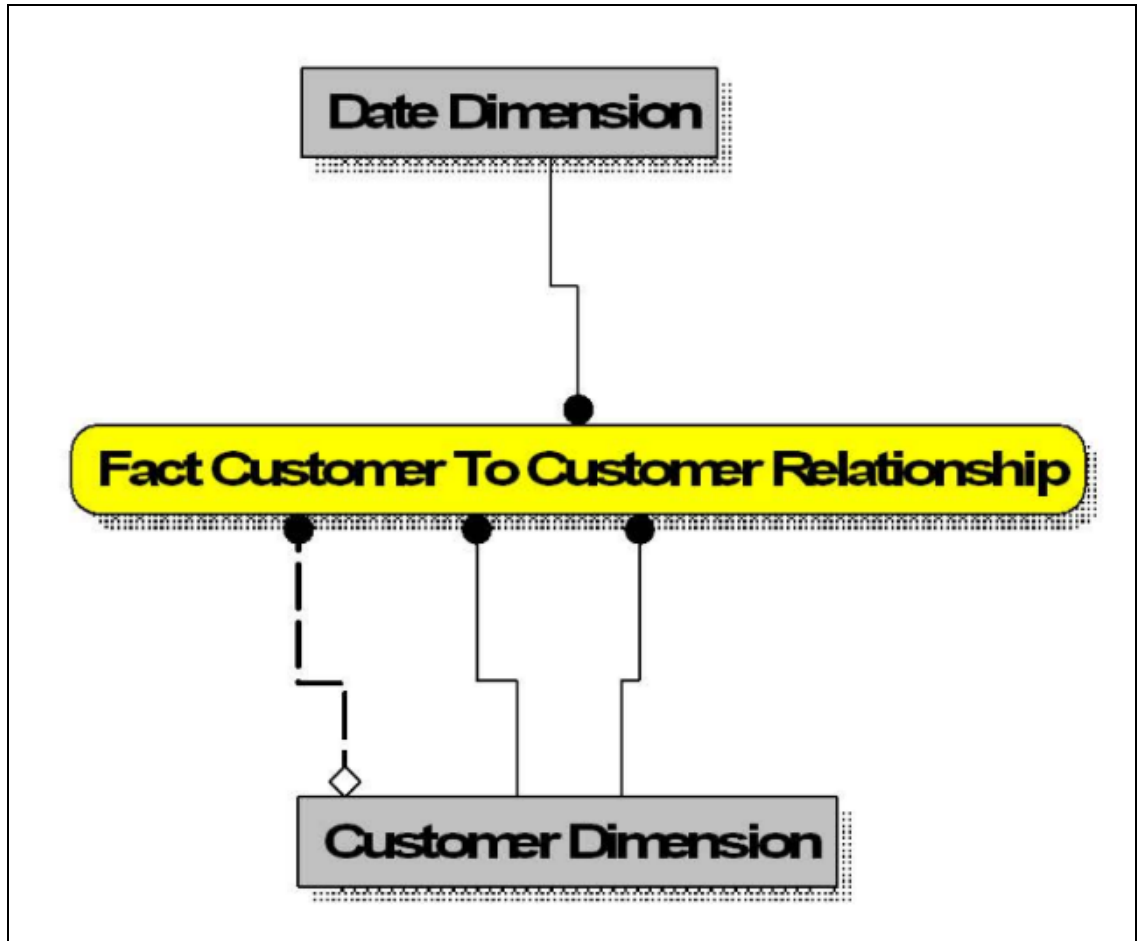 Date Dimension
Fact Customer To Customer Relationship
Customer Dimension